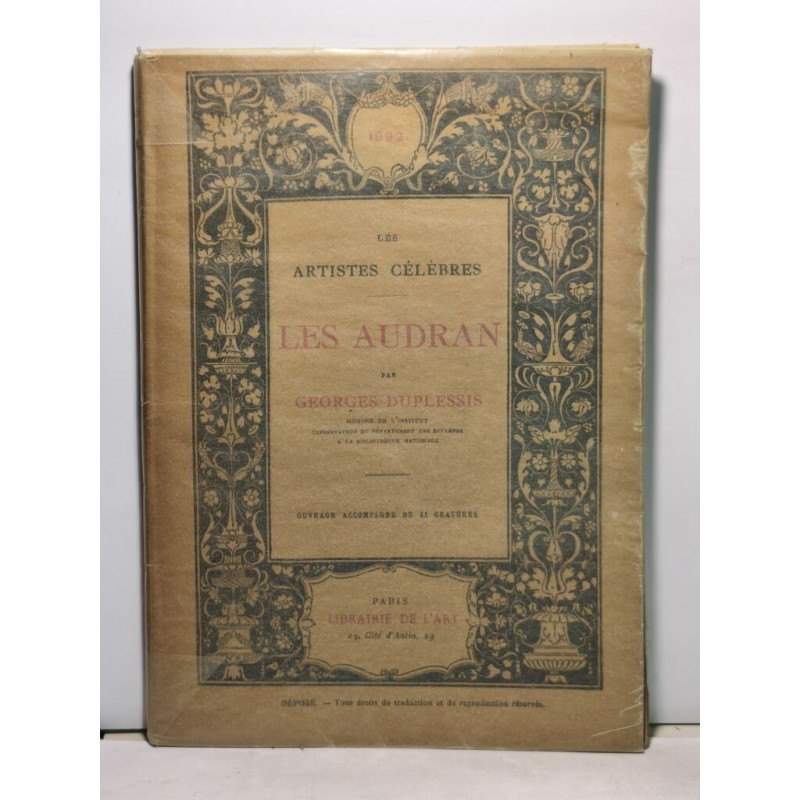 1892
LES
ARTISTES CÉLÈBRES
LES AUDRAN
PAR
GEORGES DUPLESSIS
MEMBRE DE L'INSTITUT
CONSERVATEUR DU DÉPARTEMENT DES ESTAMPES
A LA BIBLIOTHÈQUE NATIONALE
OUVRAGE ACCOMPAGNÉ DE 41 GRAVURES
PARIS
LIBRAIRIE DE L'ART
29, Cité d'Antin, 29
DÉPOSÉ. — Tous droits de traduction et de reproduction réservés.